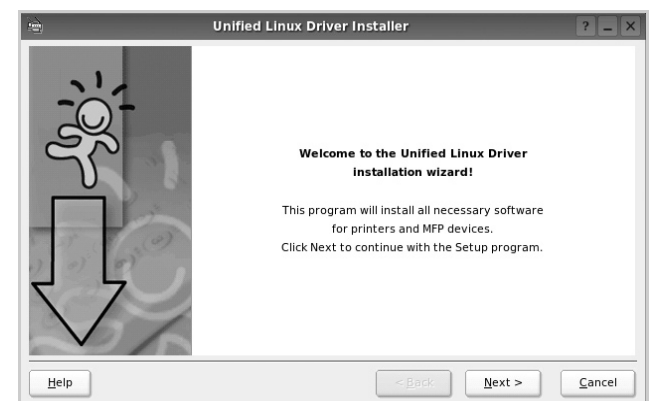 Unified Linux Driver Installer
Welcome to the Unified Linux Driver
installation wizard!
This program will install all necessary software
for printers and MFP devices.
Click Next to continue with the Setup program.
Help
< Back
Next >
Cancel